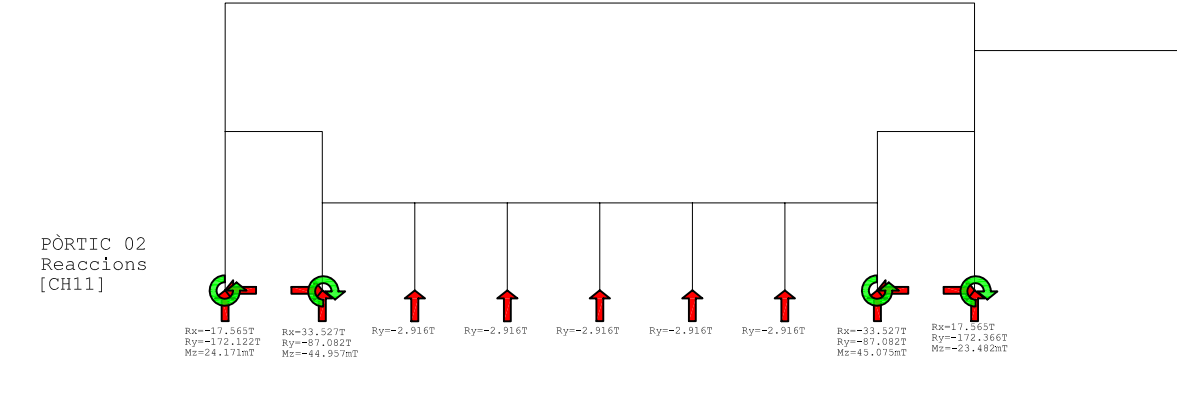 PÒRTIC 02
Reaccions
[CH11]
Rx=-17.565T
Ry=-172.122T
Mz=24.171mT
Rx=33.527T
Ry=-87.082T
Mz=-44.957mT
Ry=-2.916T
Ry=-2.916T
Ry=-2.916T
Ry=-2.916T
Ry=-2.916T
Rx=-33.527T
Ry=-87.082T
Mz=45.075mT
Rx=17.565T
Ry=-172.366T
Mz=-23.482mT